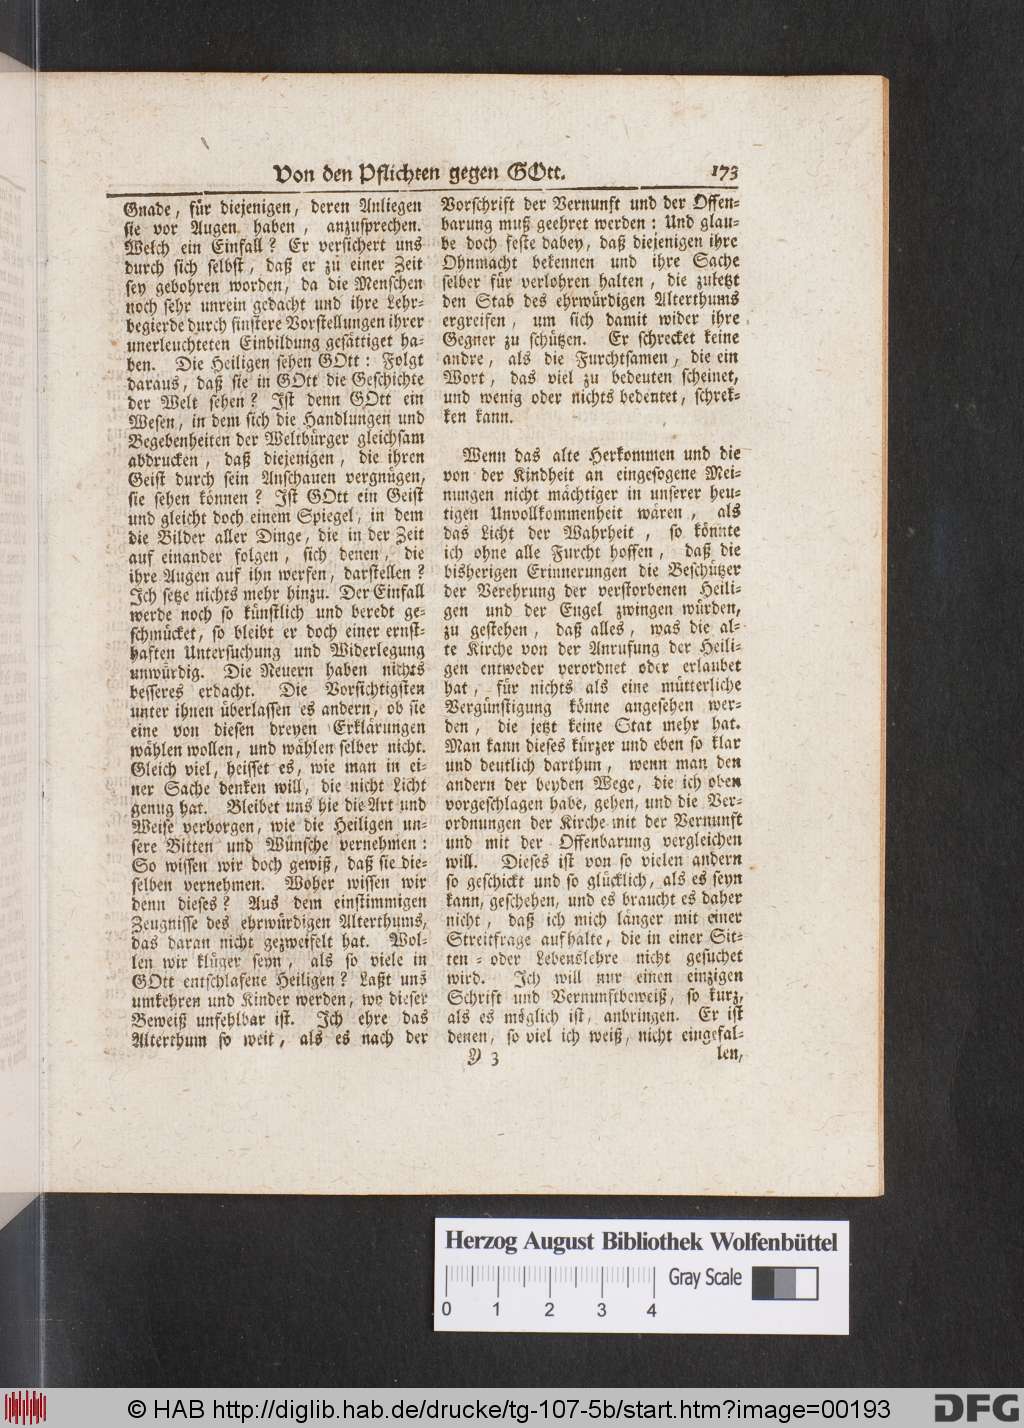 Von den Pflichten gegen GOtt. 173
Gnade, für diejenigen, deren Anliegen
sie vor Augen haben, anzusprechen.
Welch ein Einfall? Er versichert uns
durch sich selbst, daß er zu einer Zeit
sey gebohren worden, da die Menschen
noch sehr unrein gedacht und ihre Lehr-
begierde durch finstere Vorstellungen ihrer
unerleuchteten Einbildung gesättiget ha-
ben. Die Heiligen sehen GOtt: Folgt
daraus, daß sie in GOtt die Geschichte
der Welt sehen? Ist denn GOtt ein
Wesen, in dem sich die Handlungen und
Begebenheiten der Weltbürger gleichsam
abdrucken, daß diejenigen, die ihren
Geist durch sein Anschauen vergnügen,
sie sehen können? Ist GOtt ein Geist
und gleicht doch einem Spiegel, in dem
die Bilder aller Dinge, die in der Zeit
auf einander folgen, sich denen, die
ihre Augen auf ihn werfen, darstellen?
Ich setze nichts mehr hinzu. Der Einfall
werde noch so künstlich und beredt ge-
schmücket, so bleibt er doch einer ernst-
haften Untersuchung und Widerlegung
unwürdig. Die Neuern haben nichts
besseres erdacht. Die Vorsichtigsten
unter ihnen überlassen es andern, ob sie
eine von diesen dreyen Erklärungen
wählen wollen, und wählen selber nicht.
Gleich viel, heisset es, wie man in ei-
ner Sache denken will, die nicht Licht
genug hat. Bleibet uns hie die Art und
Weise verborgen, wie die Heiligen un-
sere Bitten und Wünsche vernehmen:
So wissen wir doch gewiß, daß sie die-
selben vernehmen. Woher wissen wir
denn dieses? Aus dem einstimmigen
Zeugnisse des ehrwürdigen Alterthums,
das daran nicht gezweifelt hat. Wol-
len wir klüger seyn, als so viele in
GOtt entschlafene Heiligen? Laßt uns
umkehren und Kinder werden, wo dieser
Beweiß unfehlbar ist. Ich ehre das
Alterthum so weit, als es nach der
Vorschrift der Vernunft und der Offen-
barung muß geehret werden: Und glau-
be doch feste dabey, daß diejenigen ihre
Ohnmacht bekennen und ihre Sache
selber für verlohren halten, die zuletzt
den Stab des ehrwürdigen Alterthums
ergreifen, um sich damit wider ihre
Gegner zu schützen. Er schrecket keine
andre, als die Furchtsamen, die ein
Wort, das viel zu bedeuten scheinet,
und wenig oder nichts bedeutet, schrek-
ken kann.
Wenn das alte Herkommen und die
von der Kindheit an eingesogene Mei-
nungen nicht mächtiger in unserer heu-
tigen Unvollkommenheit wären, als
das Licht der Wahrheit, so könnte
ich ohne alle Furcht hoffen, daß die
bisherigen Erinnerungen die Beschützer
der Verehrung der verstorbenen Heili-
gen und der Engel zwingen würden,
zu gestehen, daß alles, was die al-
te Kirche von der Anrufung der Heili-
gen entweder verordnet oder erlaubet
hat, für nichts als eine mütterliche
Vergünstigung könne angesehen wer-
den, die jetzt keine Stat mehr hat.
Man kann dieses kürzer und eben so klar
und deutlich darthun, wenn man den
andern der beyden Wege, die ich oben
vorgeschlagen habe, gehen, und die Ver-
ordnungen der Kirche mit der Vernunft
und mit der Offenbarung vergleichen
will. Dieses ist von so vielen andern
so geschickt und so glücklich, als es seyn
kann, geschehen, und es braucht es daher
nicht, daß ich mich länger mit einer
Streitfrage aufhalte, die in einer Sit-
ten- oder Lebenslehre nicht gesuchet
wird. Ich will nur einen einzigen
Schrift und Vernunftbeweiß, so kurz,
als es möglich ist, anbringen. Er ist
denen, so viel ich weiß, nicht eingefal-
Y 3 len,
Herzog August Bibliothek Wolfenbüttel
Gray Scale
0 1 2 3 4
© HAB http://diglib.hab.de/drucke/tg-107-5b/start.htm?image=00193
DFG